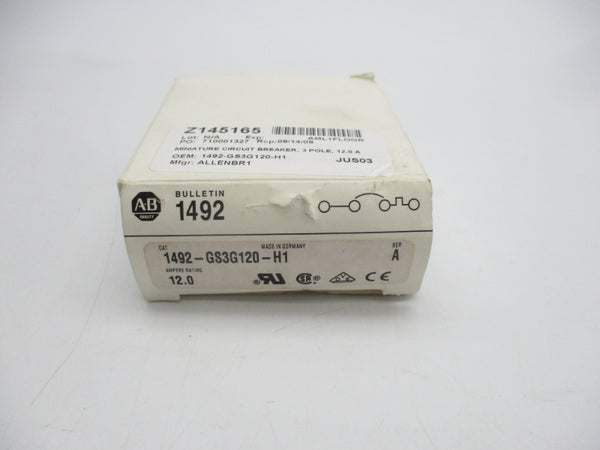 Z145165
Lot: N/A Exp: AML1FLOOR
PO: 710001327 Rcp:09/14/09
MINIATURE CIRCUIT BREAKER, 3 POLE, 12.0 A
OEM: 1492-GS3G120-H1
Mfgr: ALLENBR1 JUS03
A-B
QUALITY
BULLETIN
1492
CAT MADE IN GERMANY SER
1492-GS3G120-H1 A
AMPERE RATING
12.0